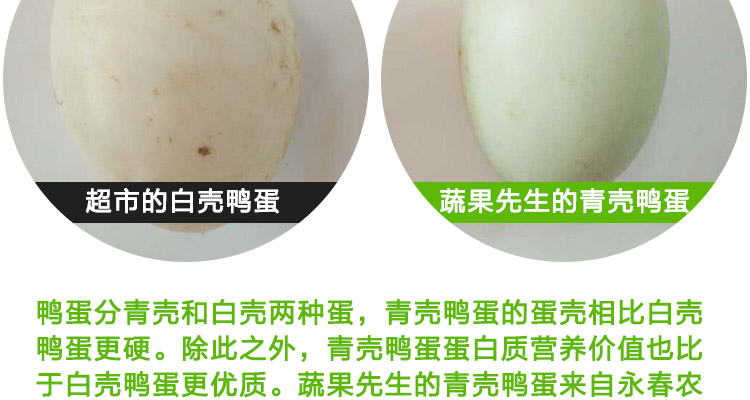 超市的白壳鸭蛋
蔬果先生的青壳鸭蛋
鸭蛋分青壳和白壳两种蛋，青壳鸭蛋的蛋壳相比白壳
鸭蛋更硬。除此之外，青壳鸭蛋蛋白质营养价值也比
于白壳鸭蛋更优质。蔬果先生的青壳鸭蛋来自永春农